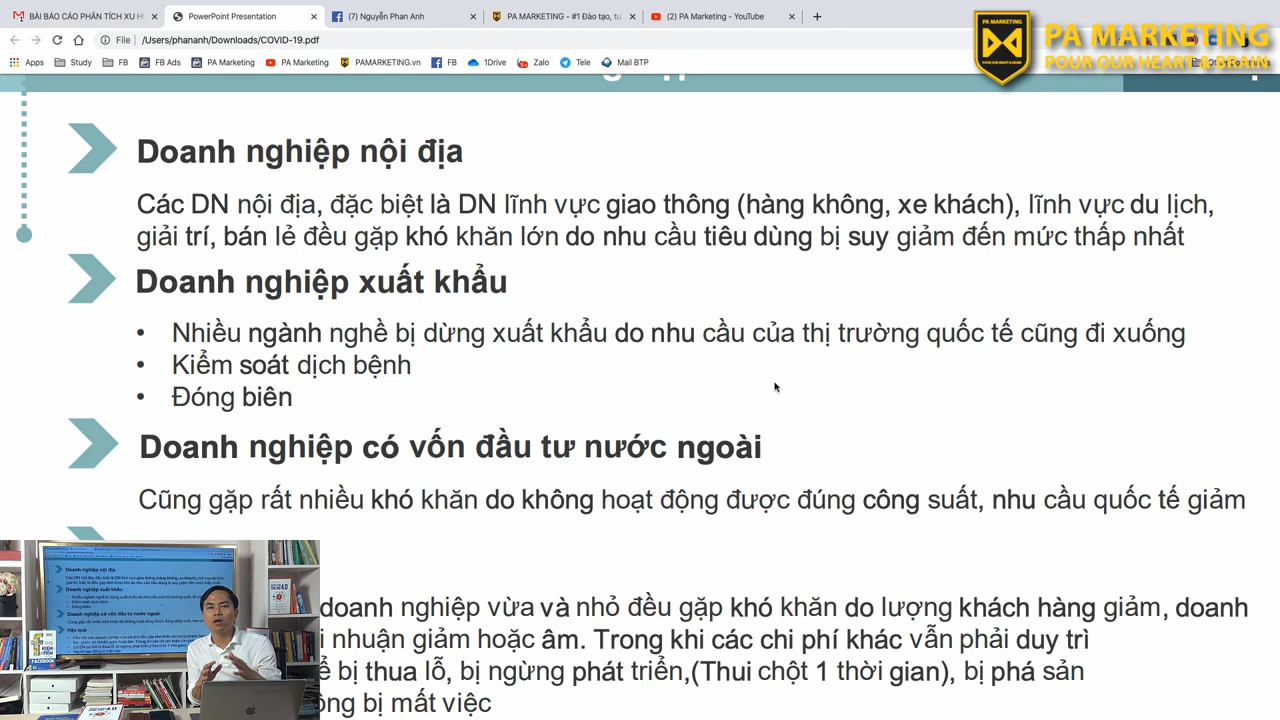 BÀI BÁO CÁO PHÂN TÍCH XU H
PowerPoint Presentation
(7) Nguyễn Phan Anh
PA MARKETING - #1 Đào tạo, tư
(2) PA Marketing - YouTube
File /Users/phananh/Downloads/COVID-19.pdf
Apps Study FB FB Ads PA Marketing PA Marketing PAMARKETING.vn FB 1Drive Zalo Tele Mail BTP
PA MARKETING
PA MARKETING
POUR OUR HEART & BRAIN
Doanh nghiệp nội địa
Các DN nội địa, đặc biệt là DN lĩnh vực giao thông (hàng không, xe khách), lĩnh vực du lịch,
giải trí, bán lẻ đều gặp khó khăn lớn do nhu cầu tiêu dùng bị suy giảm đến mức thấp nhất
Doanh nghiệp xuất khẩu
• Nhiều ngành nghề bị dừng xuất khẩu do nhu cầu của thị trường quốc tế cũng đi xuống
• Kiểm soát dịch bệnh
• Đóng biên
Doanh nghiệp có vốn đầu tư nước ngoài
Cũng gặp rất nhiều khó khăn do không hoạt động được đúng công suất, nhu cầu quốc tế giảm
doanh nghiệp vừa và nhỏ đều gặp khó khăn do lượng khách hàng giảm, doanh
i nhuận giảm hoặc âm. Trong khi các chi phí khác vẫn phải duy trì
ể bị thua lỗ, bị ngừng phát triển,(Thui chột 1 thời gian), bị phá sản
ông bị mất việc